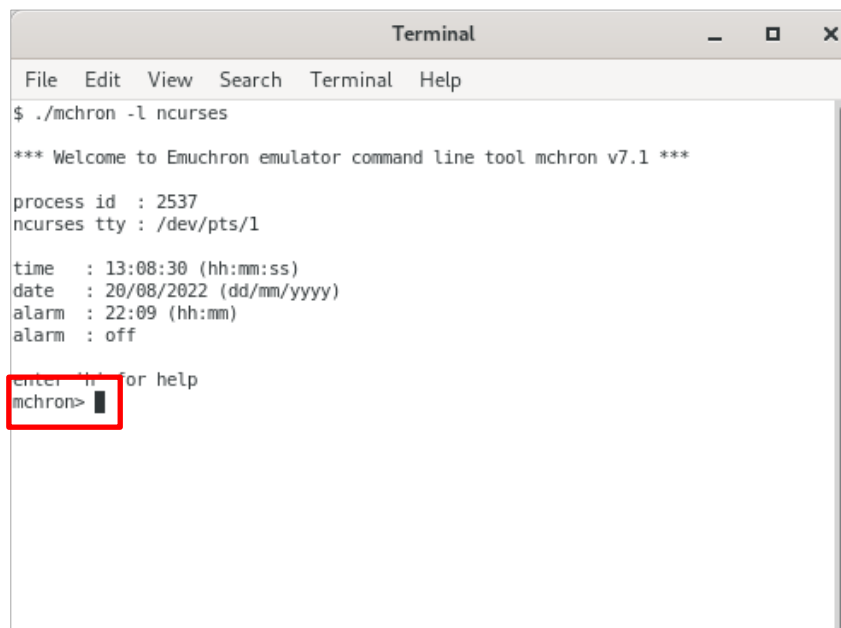 Terminal
File Edit View Search Terminal Help
$ ./mchron -l ncurses
*** Welcome to Emuchron emulator command line tool mchron v7.1 ***
process id : 2537
ncurses tty : /dev/pts/1
time : 13:08:30 (hh:mm:ss)
date : 20/08/2022 (dd/mm/yyyy)
alarm : 22:09 (hh:mm)
alarm : off
enter 'h' for help
mchron>